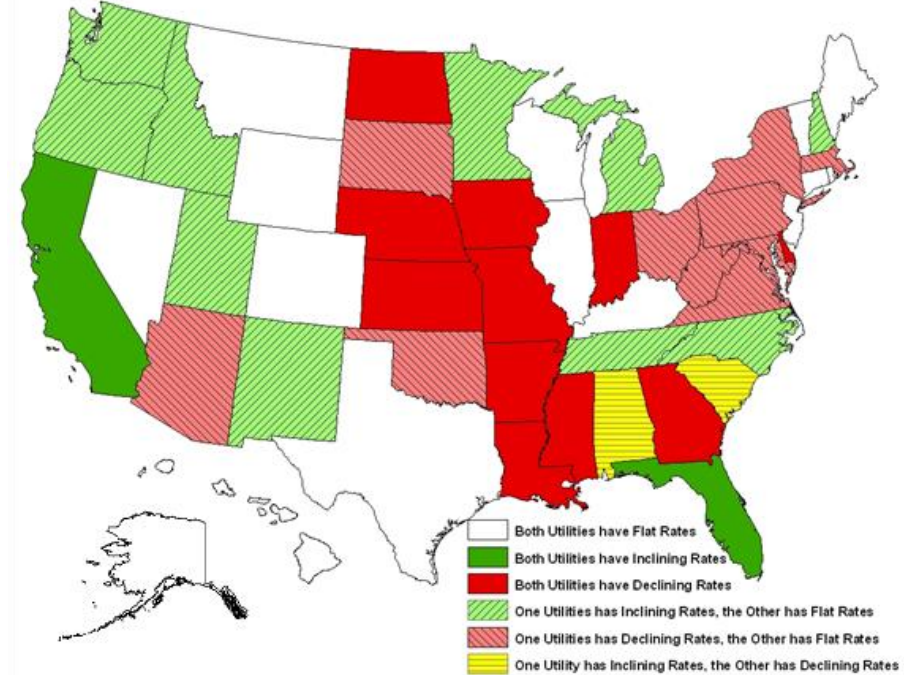 Both Utilities have Flat Rates
Both Utilities have Inclining Rates
Both Utilities have Declining Rates
One Utilities has Inclining Rates, the Other has Flat Rates
One Utilities has Declining Rates, the Other has Flat Rates
One Utility has Inclining Rates, the Other has Declining Rates